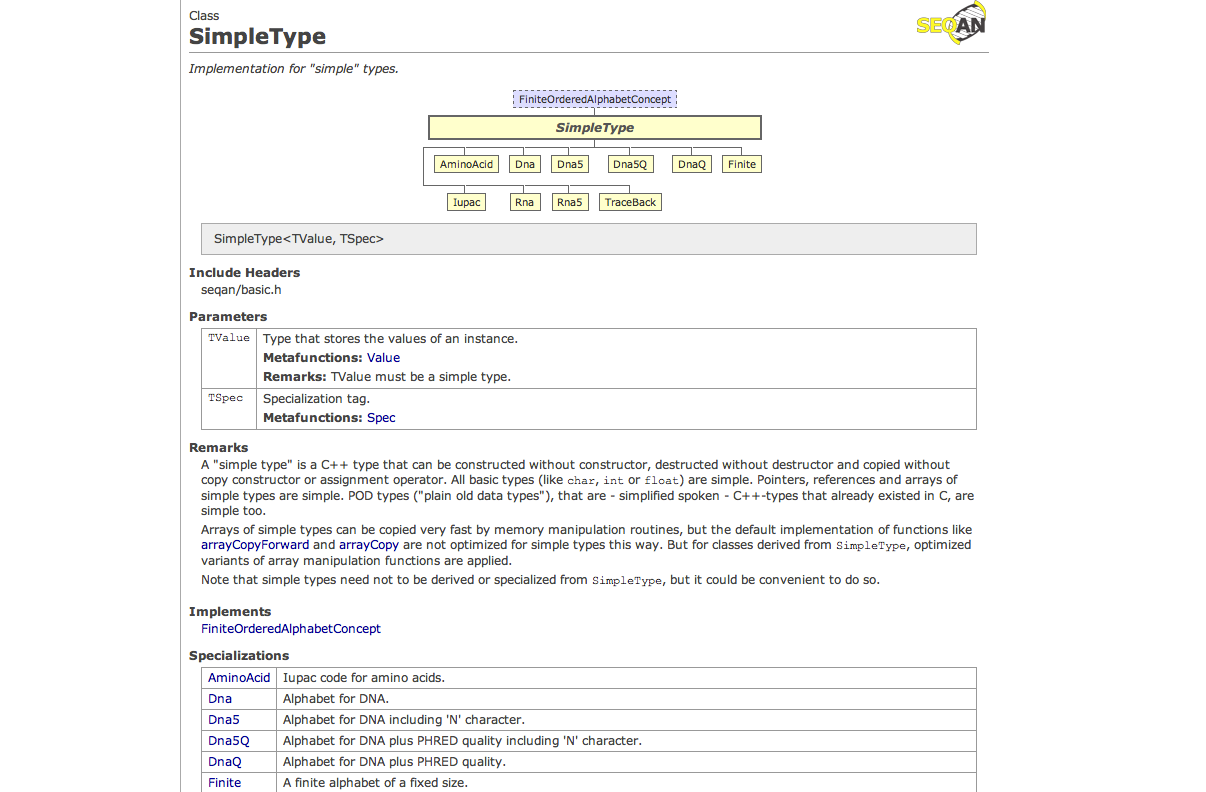 Class
SimpleType
SEQAN
Implementation for "simple" types.
FiniteOrderedAlphabetConcept
SimpleType
AminoAcid Dna Dna5 Dna5Q DnaQ Finite
Iupac Rna Rna5 TraceBack
SimpleType<TValue, TSpec>
Include Headers
seqan/basic.h
Parameters
TValue Type that stores the values of an instance.
Metafunctions: Value
Remarks: TValue must be a simple type.
TSpec Specialization tag.
Metafunctions: Spec
Remarks
A "simple type" is a C++ type that can be constructed without constructor, destructed without destructor and copied without
copy constructor or assignment operator. All basic types (like char, int or float) are simple. Pointers, references and arrays of
simple types are simple. POD types ("plain old data types"), that are - simplified spoken - C++-types that already existed in C, are
simple too.
Arrays of simple types can be copied very fast by memory manipulation routines, but the default implementation of functions like
arrayCopyForward and arrayCopy are not optimized for simple types this way. But for classes derived from SimpleType, optimized
variants of array manipulation functions are applied.
Note that simple types need not to be derived or specialized from SimpleType, but it could be convenient to do so.
Implements
FiniteOrderedAlphabetConcept
Specializations
AminoAcid Iupac code for amino acids.
Dna Alphabet for DNA.
Dna5 Alphabet for DNA including 'N' character.
Dna5Q Alphabet for DNA plus PHRED quality including 'N' character.
DnaQ Alphabet for DNA plus PHRED quality.
Finite A finite alphabet of a fixed size.